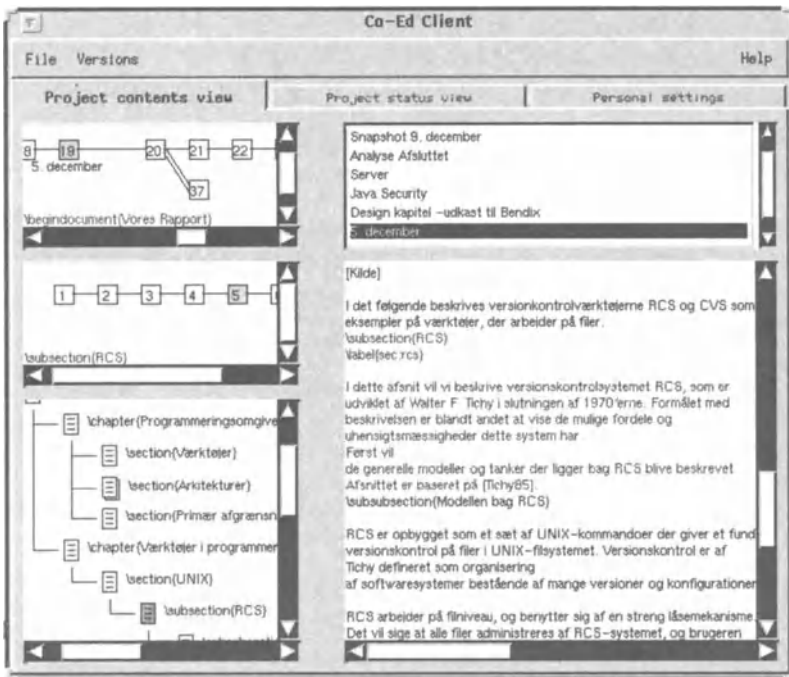 Co-Ed Client
File Versions Help
Project contents view
Project status view
Personal settings
8 19 20 21 22
5. december
37
\begindocument{Vores Rapport}
1 2 3 4 5
\subsection{RCS}
\chapter{Programmeringsomgive
\section{Værktøjer}
\section{Arkitekturer}
\section{Primær afgrænsn
\chapter{Værktøjer i programmer
\section{UNIX}
\subsection{RCS}
Snapshot 9. december
Analyse Afsluttet
Server
Java Security
Design kapitel -udkast til Bendix
5. december
[Kilde]
I det følgende beskrives versionkontrolværktøjerne RCS og CVS som
eksempler på værktøjer, der arbejder på filer.
\subsection{RCS}
\label{sec:rcs}
I dette afsnit vil vi beskrive versionskontrolsystemet RCS, som er
udviklet af Walter F. Tichy i slutningen af 1970'erne. Formålet med
beskrivelsen er blandt andet at vise de mulige fordele og
uhensigtsmæssigheder dette system har
Først vil
de generelle modeller og tanker der ligger bag RCS blive beskrevet
Afsnittet er baseret på [Tichy85].
\subsubsection{Modellen bag RCS}
RCS er opbygget som et sæt af UNIX-kommandoer der giver et fund
versionskontrol på filer i UNIX-filsystemet. Versionskontrol er af
Tichy defineret som organisering
af softwaresystemer bestående af mange versioner og konfigurationer
RCS arbejder på filniveau, og benytter sig af en streng låsemekanisme.
Det vil sige at alle filer administreres af RCS-systemet, og brugeren